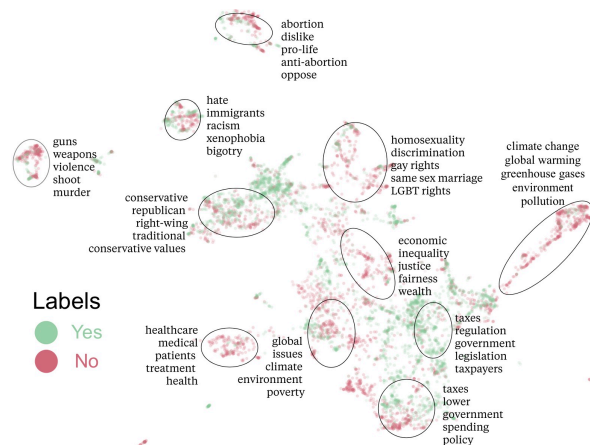 abortion
dislike
pro-life
anti-abortion
oppose
hate
immigrants
racism
xenophobia
bigotry
guns
weapons
violence
shoot
murder
homosexuality
discrimination
gay rights
same sex marriage
LGBT rights
climate change
global warming
greenhouse gases
environment
pollution
conservative
republican
right-wing
traditional
conservative values
economic
inequality
justice
fairness
wealth
Labels
Yes
No
healthcare
medical
patients
treatment
health
global
issues
climate
environment
poverty
taxes
regulation
government
legislation
taxpayers
taxes
lower
government
spending
policy